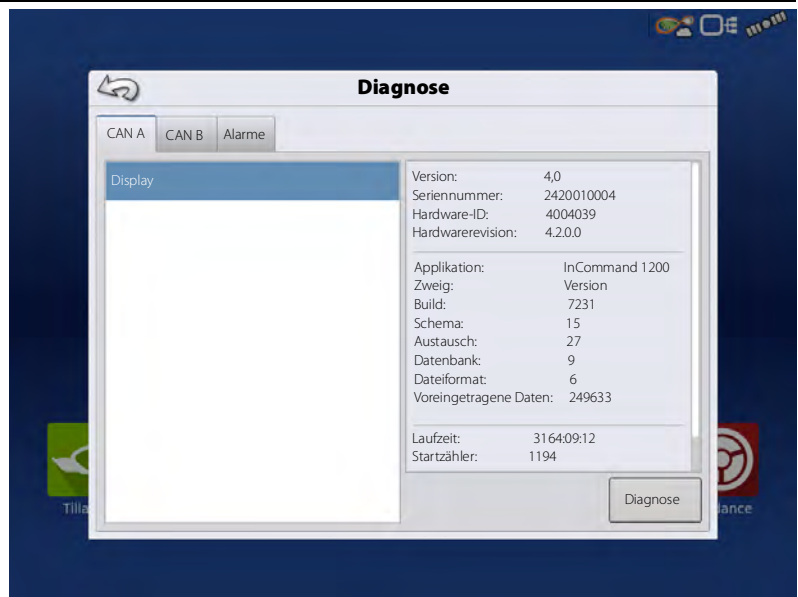 Diagnose
CAN A CAN B Alarme
Display
Version: 4,0
Seriennummer: 2420010004
Hardware-ID: 4004039
Hardwarerevision: 4.2.0.0
Applikation: InCommand 1200
Zweig: Version
Build: 7231
Schema: 15
Austausch: 27
Datenbank: 9
Dateiformat: 6
Voreingetragene Daten: 249633
Laufzeit: 3164:09:12
Startzähler: 1194
Diagnose
Tilla
dance